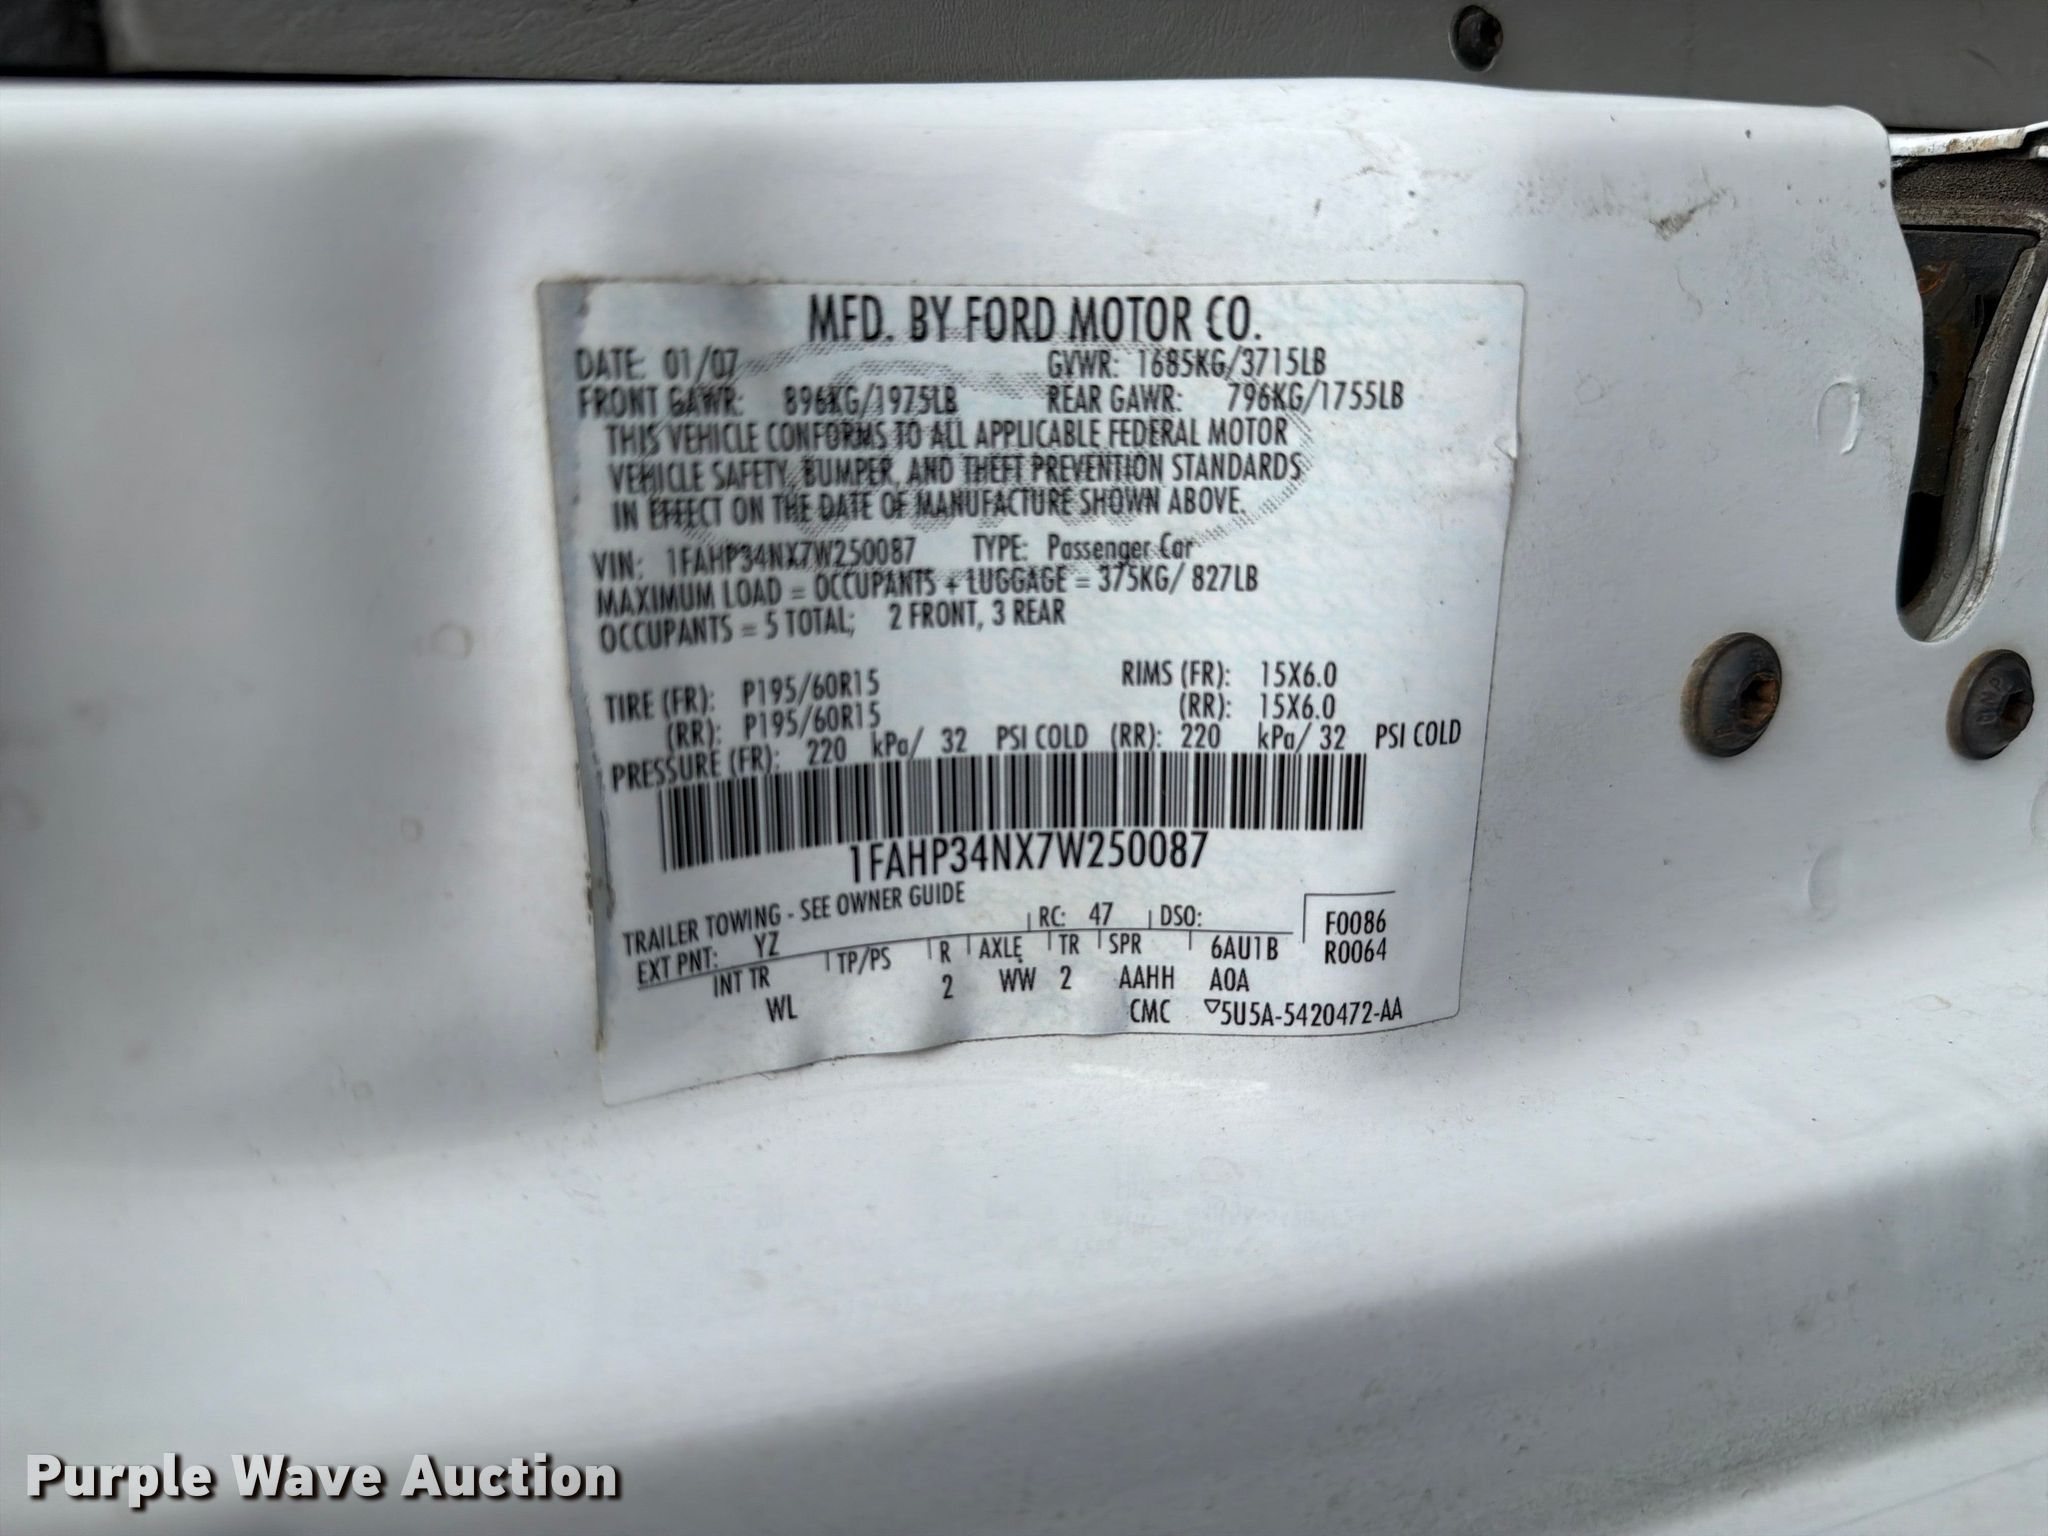 MFD. BY FORD MOTOR CO.
DATE: 01/07 GVWR: 1685KG/3715LB
FRONT GAWR: 896KG/1975LB REAR GAWR: 796KG/1755LB
THIS VEHICLE CONFORMS TO ALL APPLICABLE FEDERAL MOTOR
VEHICLE SAFETY, BUMPER, AND THEFT PREVENTION STANDARDS
IN EFFECT ON THE DATE OF MANUFACTURE SHOWN ABOVE.
VIN: 1FAHP34NX7W250087 TYPE: Passenger Car
MAXIMUM LOAD = OCCUPANTS + LUGGAGE = 375KG/ 827LB
OCCUPANTS = 5 TOTAL; 2 FRONT, 3 REAR
TIRE (FR): P195/60R15 RIMS (FR): 15X6.0
(RR): P195/60R15 (RR): 15X6.0
PRESSURE (FR): 220 kPa/ 32 PSI COLD (RR): 220 kPa/ 32 PSI COLD
1FAHP34NX7W250087
TRAILER TOWING - SEE OWNER GUIDE
EXT PNT: YZ RC: 47 DSO: F0086
INT TR TP/PS R AXLE TR SPR 6AU1B R0064
WL 2 WW 2 AAHH A0A
CMC ▽5U5A-5420472-AA
Purple Wave Auction